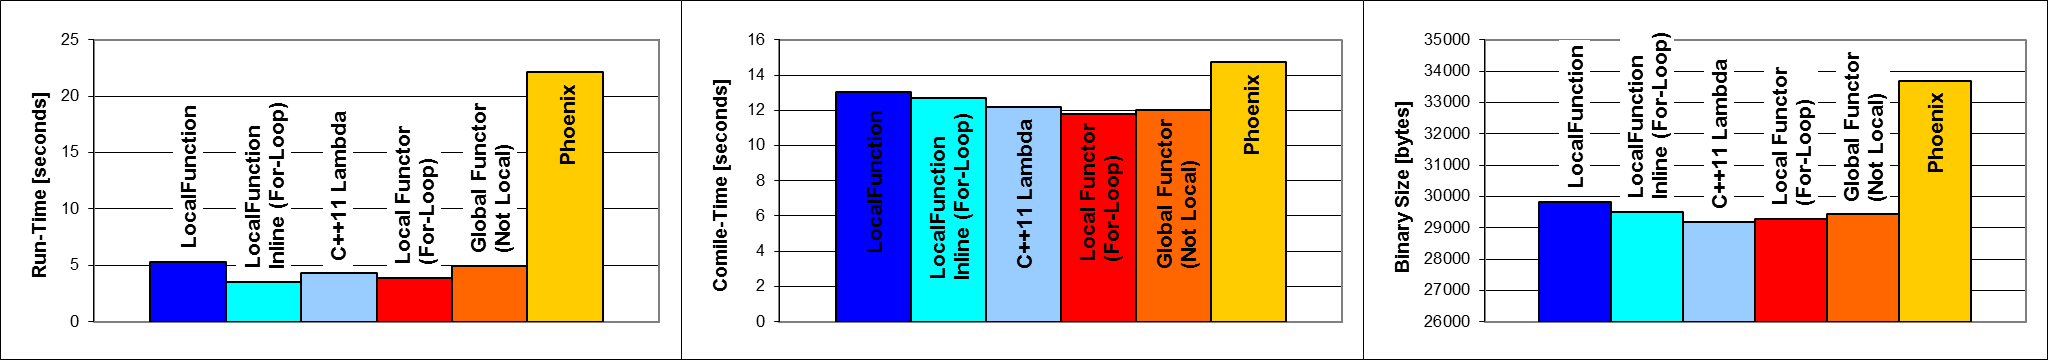 Run-Time [seconds]
25
20
15
10
5
0
LocalFunction
LocalFunction
Inline (For-Loop)
C++11 Lambda
Local Functor
(For-Loop)
Global Functor
(Not Local)
Phoenix
Comile-Time [seconds]
16
14
12
10
8
6
4
2
0
LocalFunction
LocalFunction
Inline (For-Loop)
C++11 Lambda
Local Functor
(For-Loop)
Global Functor
(Not Local)
Phoenix
Binary Size [bytes]
35000
34000
33000
32000
31000
30000
29000
28000
27000
26000
LocalFunction
LocalFunction
Inline (For-Loop)
C++11 Lambda
Local Functor
(For-Loop)
Global Functor
(Not Local)
Phoenix